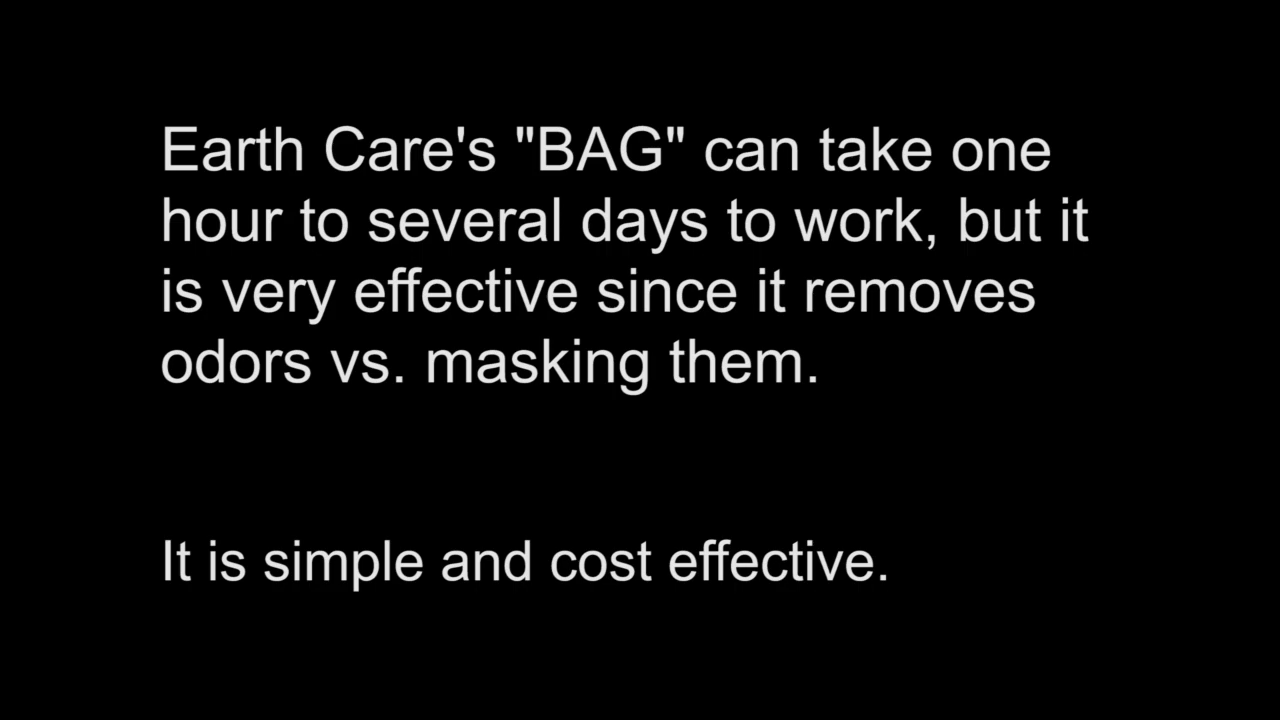 Earth Care's "BAG" can take one
hour to several days to work, but it
is very effective since it removes
odors vs. masking them.
It is simple and cost effective.